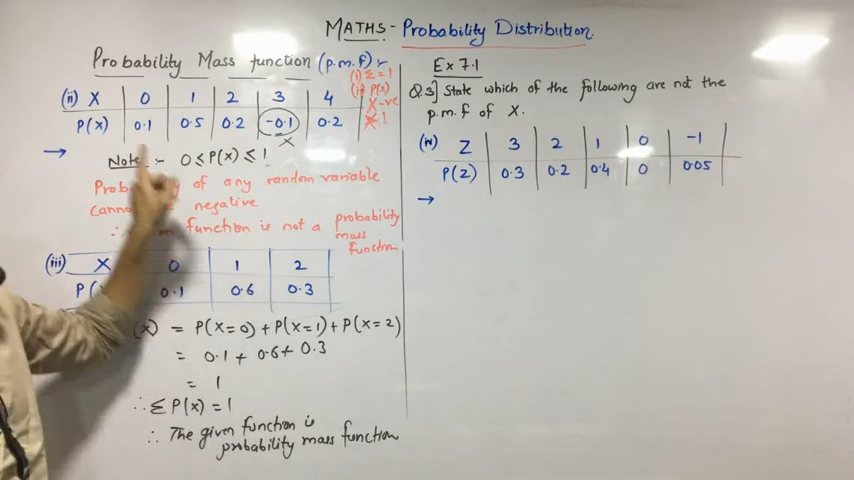 MATHS - Probability Distribution.
Probability Mass function (p.m.f) :-
(i) Σ = 1
(ii) P(x)
X -ve
X 1
(ii) X 0 1 2 3 4
P(x) 0.1 0.5 0.2 -0.1 0.2
X
→ Note :- 0 ≤ P(x) ≤ 1
Probability of any random variable
cannot negative
∴ function is not a probability mass function
(iii) X 0 1 2
P( 0.1 0.6 0.3
(x) = P(X=0) + P(X=1) + P(X=2)
= 0.1 + 0.6 + 0.3
= 1
∴ Σ P(x) = 1
∴ The given function is
probability mass function
Ex 7.1
Q.3] State which of the following are not the
p.m.f of X.
(iv) Z 3 2 1 0 -1
P(Z) 0.3 0.2 0.4 0 0.05
→